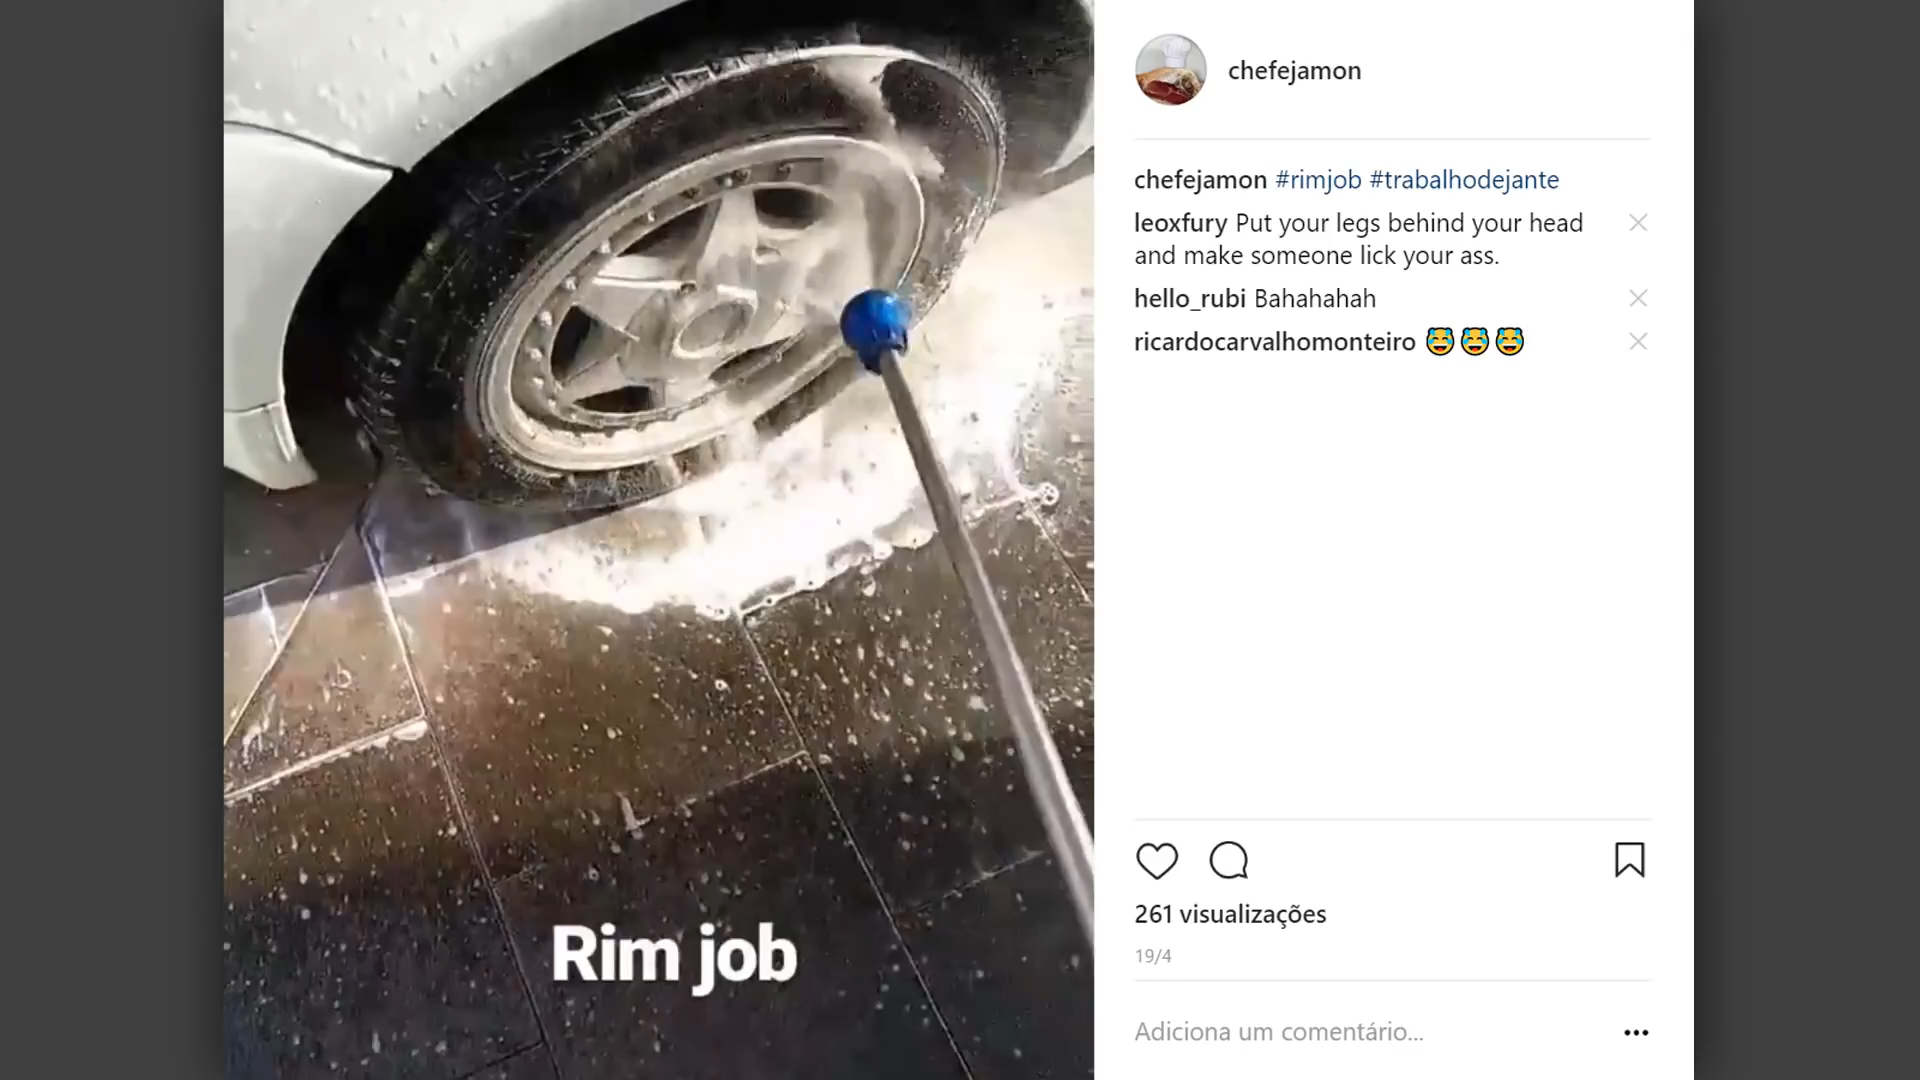 Rim job
chefejamon
chefejamon #rimjob #trabalhodejante
leoxfury Put your legs behind your head
and make someone lick your ass.
hello_rubi Bahahahah
ricardocarvalhomonteiro 😂😂😂
261 visualizações
19/4
Adiciona um comentário...